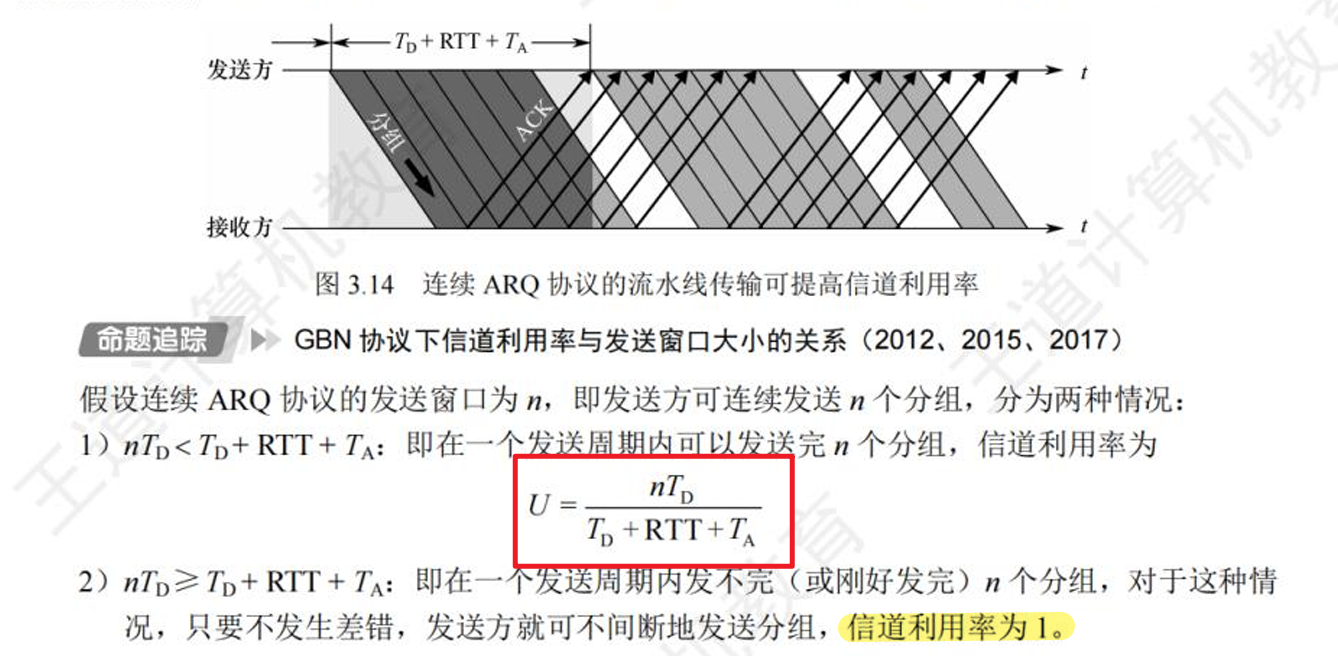 T_D + RTT + T_A
发送方
t
分组
ACK
接收方
t
图 3.14 连续 ARQ 协议的流水线传输可提高信道利用率
命题追踪 GBN 协议下信道利用率与发送窗口大小的关系(2012、2015、2017)
假设连续 ARQ 协议的发送窗口为 n,即发送方可连续发送 n 个分组,分为两种情况:
1)nT_D < T_D + RTT + T_A:即在一个发送周期内可以发送完 n 个分组,信道利用率为
U = nT_D / (T_D + RTT + T_A)
2)nT_D ≥ T_D + RTT + T_A:即在一个发送周期内发不完(或刚好发完)n 个分组,对于这种情
况,只要不发生差错,发送方就可不间断地发送分组,信道利用率为 1。
王道计算机教育
王道计算机教育